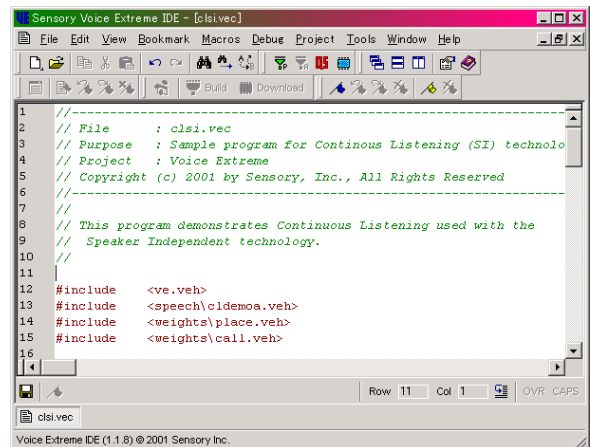 Sensory Voice Extreme IDE - [clsi.vec]
File Edit View Bookmark Macros Debug Project Tools Window Help
Build Download
1 //---------------------------------------------------------------
2 // File : clsi.vec
3 // Purpose : Sample program for Continous Listening (SI) technolo
4 // Project : Voice Extreme
5 // Copyright (c) 2001 by Sensory, Inc., All Rights Reserved
6 //---------------------------------------------------------------
7 //
8 // This program demonstrates Continuous Listening used with the
9 // Speaker Independent technology.
10 //
11
12 #include <ve.veh>
13 #include <speech\cldemoa.veh>
14 #include <weights\place.veh>
15 #include <weights\call.veh>
16
Row 11 Col 1 OVR CAPS
clsi.vec
Voice Extreme IDE (1.1.8) © 2001 Sensory Inc.